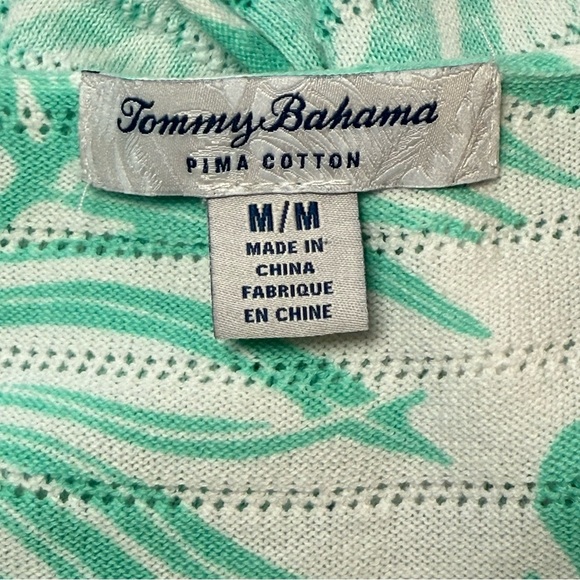 Tommy Bahama
PIMA COTTON
M/M
MADE IN
CHINA
FABRIQUE
EN CHINE